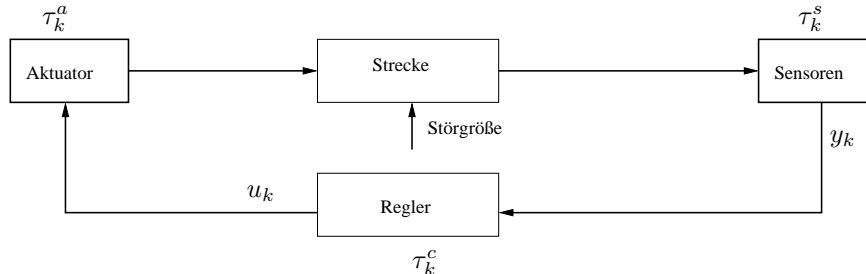 τ_k^a
τ_k^s
Aktuator
Strecke
Sensoren
Störgröße
y_k
u_k
Regler
τ_k^c